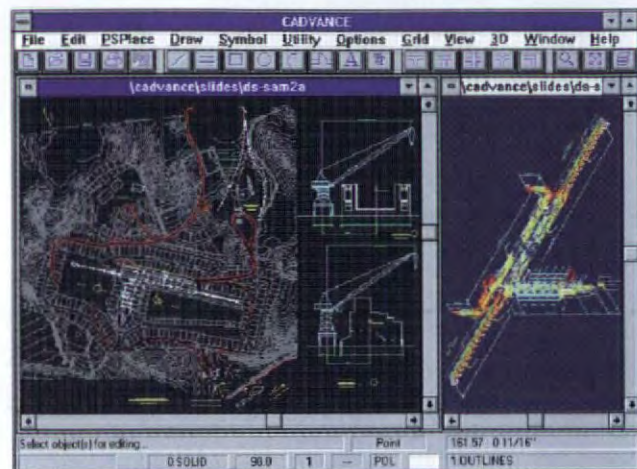 CADVANCE
File Edit PSPlace Draw Symbol Utility Options Grid View 3D Window Help
\cadvance\slides\ds-sam2a
\cadvance\slides\ds-s
Select object(s) for editing...
Point
161.57 0 11/16"
0 SOLID 90.0 1 -- POL
1 OUTLINES